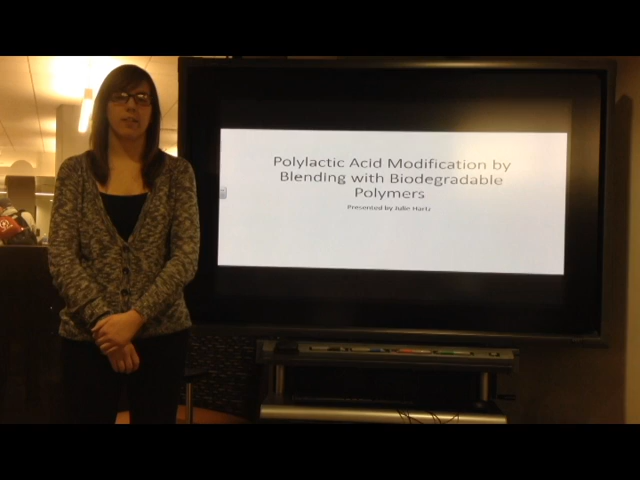 Polylactic Acid Modification by
Blending with Biodegradable
Polymers
Presented by Julie Hartz